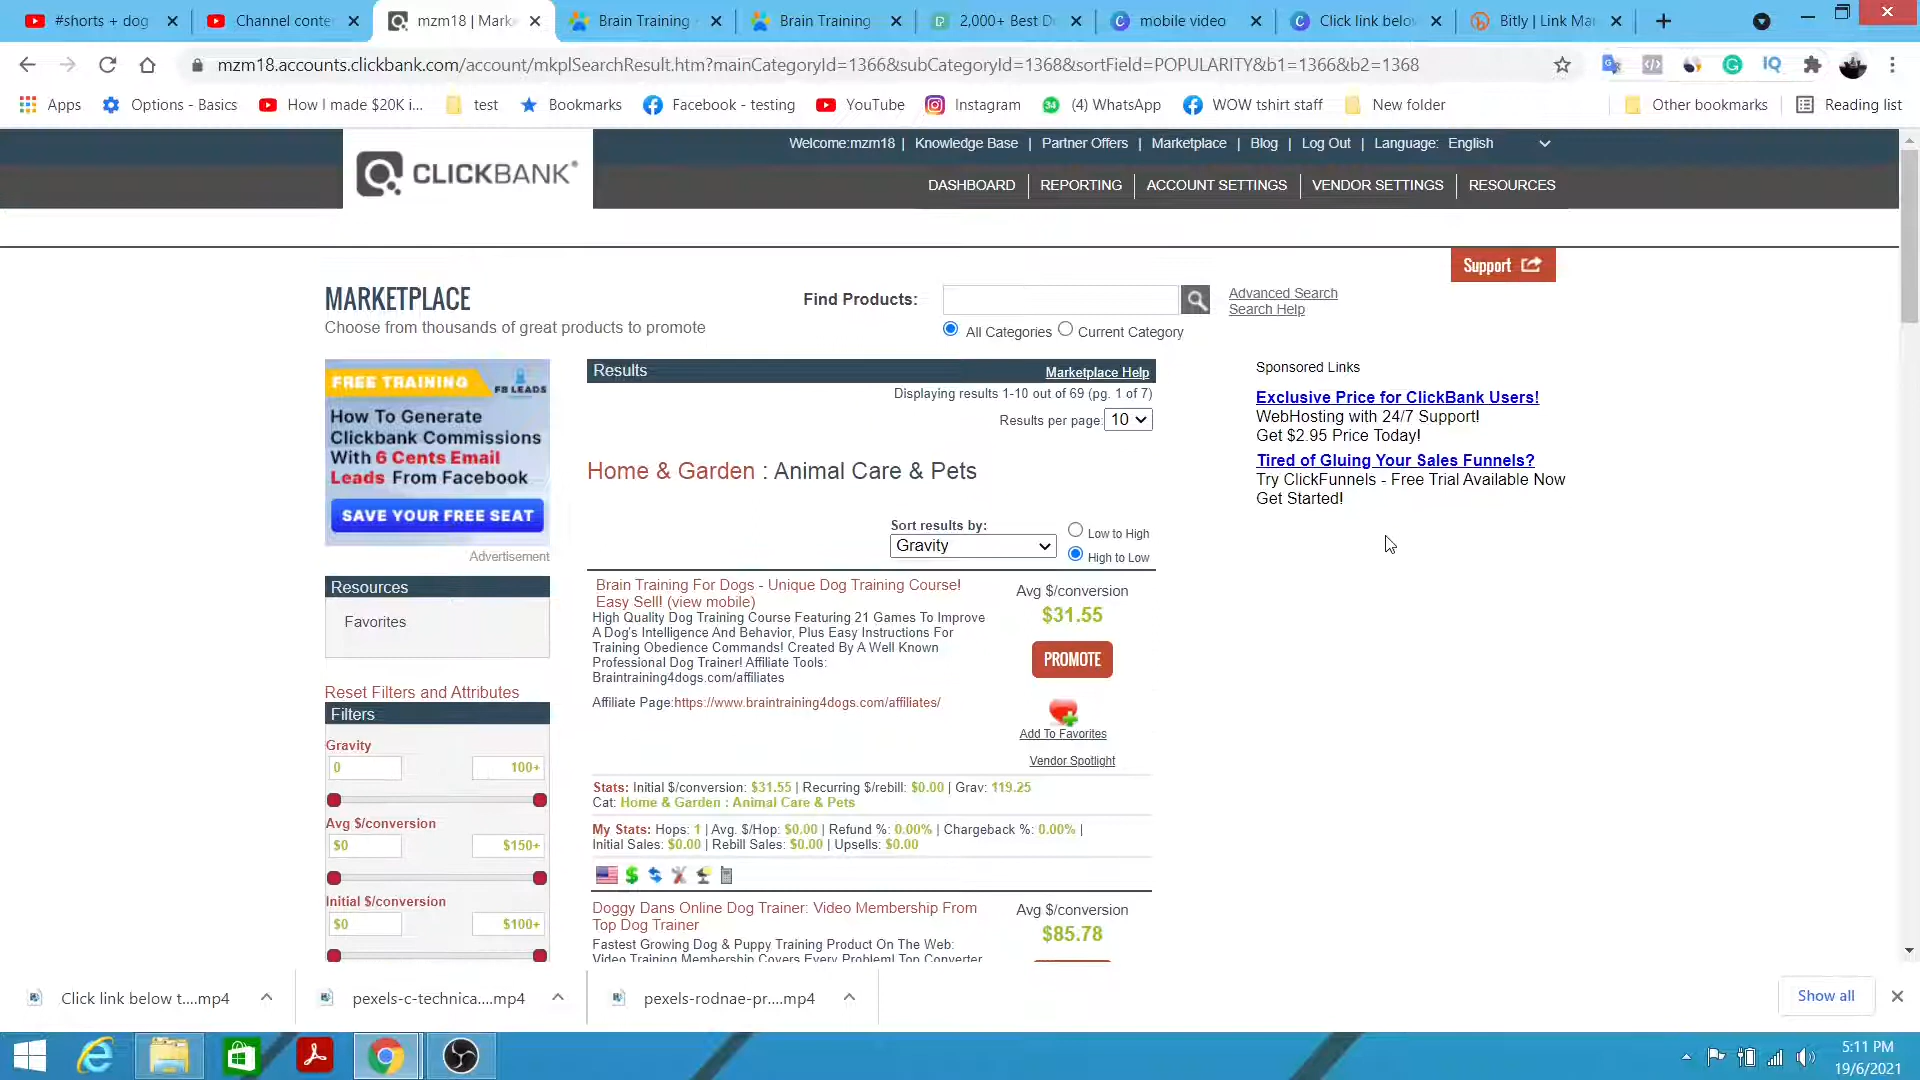 #shorts + dog
Channel conte
mzm18 | Mark
Brain Training
Brain Training
2,000+ Best D
mobile video
Click link belo
Bitly | Link Ma
mzm18.accounts.clickbank.com/account/mkplSearchResult.htm?mainCategoryId=1366&subCategoryId=1368&sortField=POPULARITY&b1=1366&b2=1368
Apps
Options - Basics
How I made $20K i...
test
Bookmarks
Facebook - testing
YouTube
Instagram
(4) WhatsApp
WOW tshirt staff
New folder
Other bookmarks
Reading list
Welcome:mzm18 | Knowledge Base | Partner Offers | Marketplace | Blog | Log Out | Language: English
CLICKBANK®
DASHBOARD | REPORTING | ACCOUNT SETTINGS | VENDOR SETTINGS | RESOURCES
Support
MARKETPLACE
Choose from thousands of great products to promote
Find Products:
All Categories Current Category
Advanced Search
Search Help
FREE TRAINING
FB LEADS
How To Generate
Clickbank Commissions
With 6 Cents Email
Leads From Facebook
SAVE YOUR FREE SEAT
Advertisement
Resources
Favorites
Reset Filters and Attributes
Filters
Gravity
0 100+
Avg $/conversion
$0 $150+
Initial $/conversion
$0 $100+
Results
Marketplace Help
Displaying results 1-10 out of 69 (pg. 1 of 7)
Results per page: 10
Home & Garden : Animal Care & Pets
Sort results by:
Gravity
Low to High
High to Low
Brain Training For Dogs - Unique Dog Training Course!
Easy Sell! (view mobile)
High Quality Dog Training Course Featuring 21 Games To Improve
A Dog's Intelligence And Behavior, Plus Easy Instructions For
Training Obedience Commands! Created By A Well Known
Professional Dog Trainer! Affiliate Tools:
Braintraining4dogs.com/affiliates
Affiliate Page:https://www.braintraining4dogs.com/affiliates/
Avg $/conversion
$31.55
PROMOTE
Add To Favorites
Vendor Spotlight
Stats: Initial $/conversion: $31.55 | Recurring $/rebill: $0.00 | Grav: 119.25
Cat: Home & Garden : Animal Care & Pets
My Stats: Hops: 1 | Avg. $/Hop: $0.00 | Refund %: 0.00% | Chargeback %: 0.00% |
Initial Sales: $0.00 | Rebill Sales: $0.00 | Upsells: $0.00
Doggy Dans Online Dog Trainer: Video Membership From
Top Dog Trainer
Fastest Growing Dog & Puppy Training Product On The Web:
Video Training Membership Covers Every Problem! Top Converter
Avg $/conversion
$85.78
Sponsored Links
Exclusive Price for ClickBank Users!
WebHosting with 24/7 Support!
Get $2.95 Price Today!
Tired of Gluing Your Sales Funnels?
Try ClickFunnels - Free Trial Available Now
Get Started!
Click link below t....mp4
pexels-c-technica....mp4
pexels-rodnae-pr....mp4
Show all
5:11 PM
19/6/2021